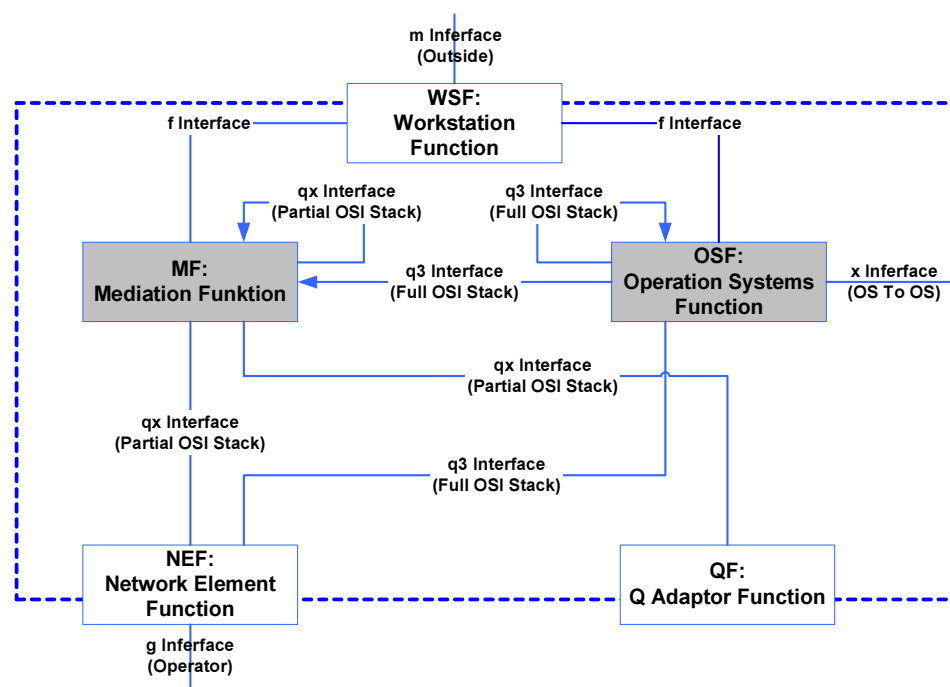 m Inferface
(Outside)
WSF:
Workstation
Function
f Interface
f Interface
qx Interface
(Partial OSI Stack)
q3 Interface
(Full OSI Stack)
MF:
Mediation Funktion
q3 Interface
(Full OSI Stack)
OSF:
Operation Systems
Function
x Inferface
(OS To OS)
qx Interface
(Partial OSI Stack)
qx Interface
(Partial OSI Stack)
q3 Interface
(Full OSI Stack)
NEF:
Network Element
Function
QF:
Q Adaptor Function
g Inferface
(Operator)